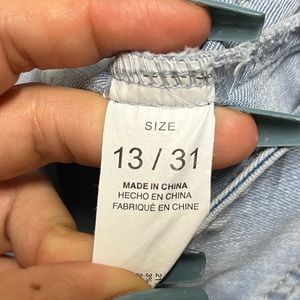 SIZE
13 / 31
MADE IN CHINA
HECHO EN CHINA
FABRIQUÉ EN CHINE